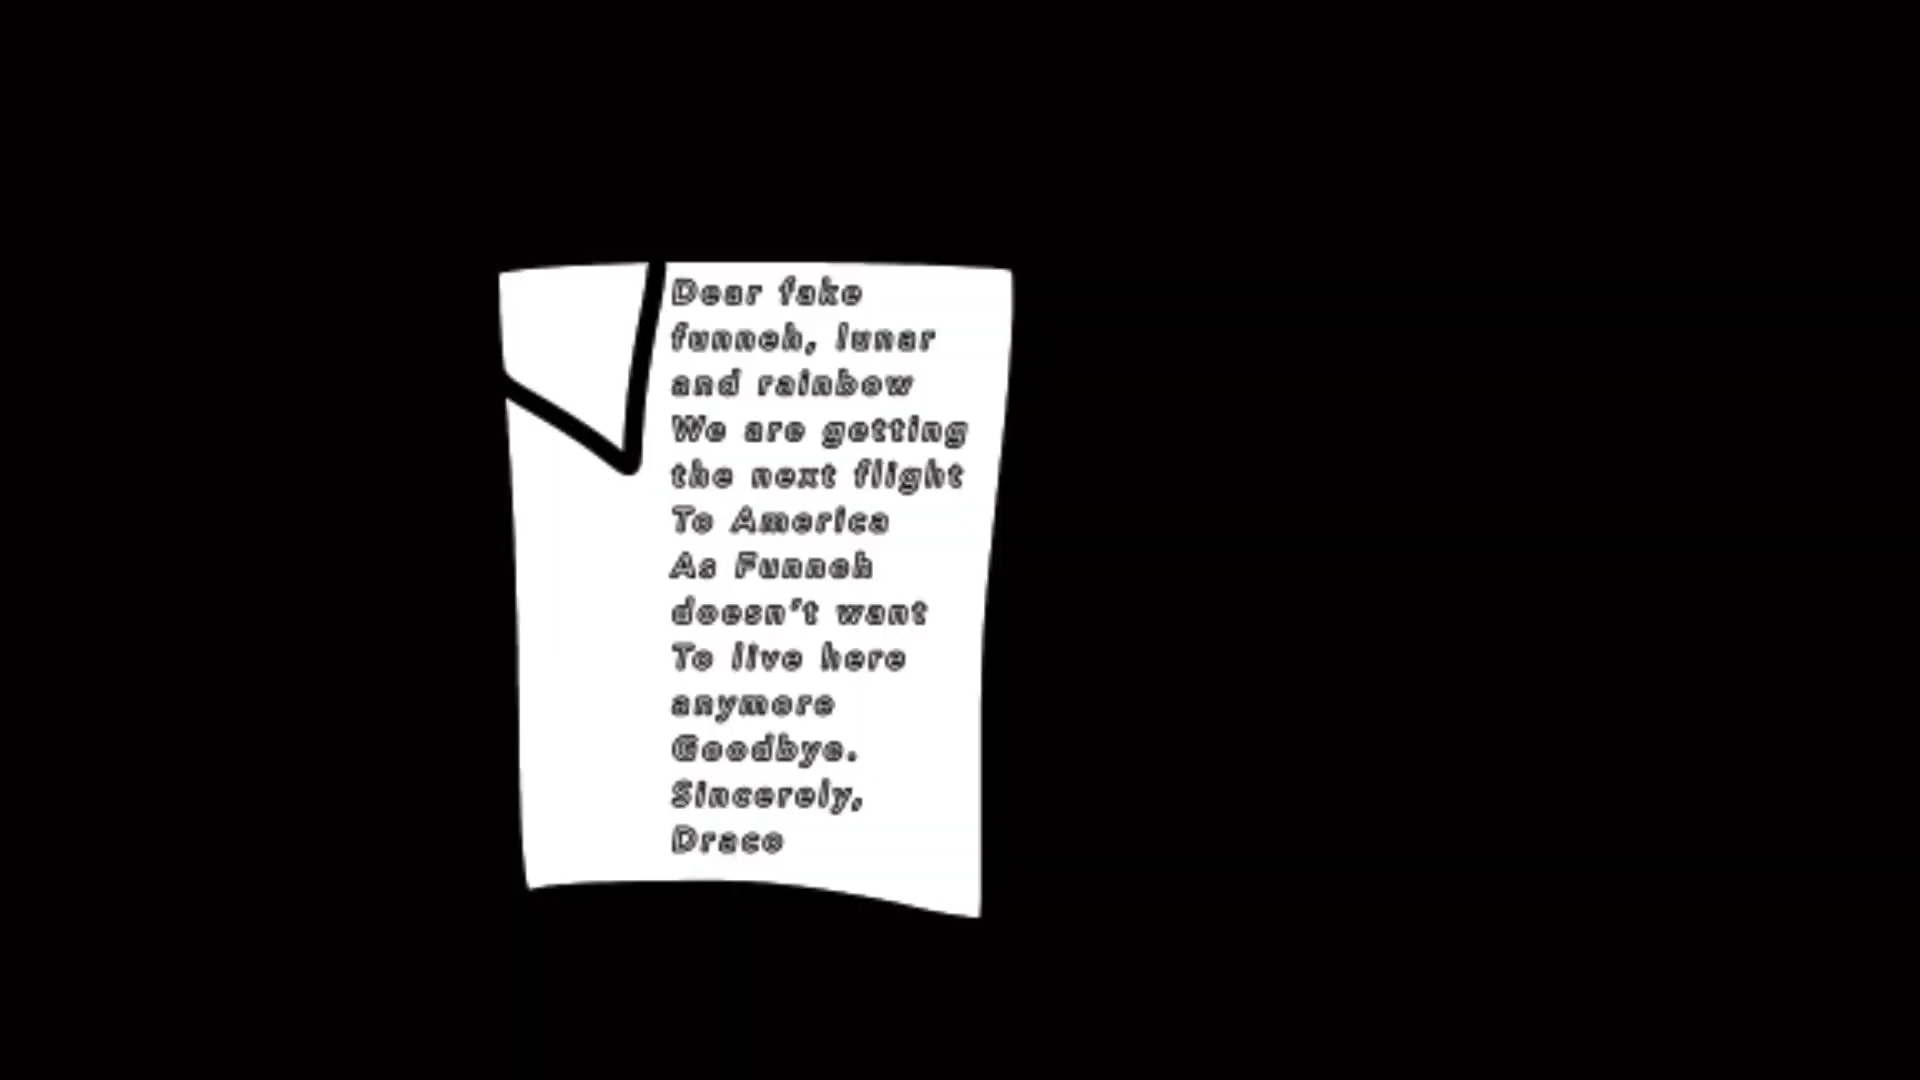 Dear fake
funneh, lunar
and rainbow
We are getting
the next flight
To America
As Funneh
doesn't want
To live here
anymore
Goodbye.
Sincerely,
Draco